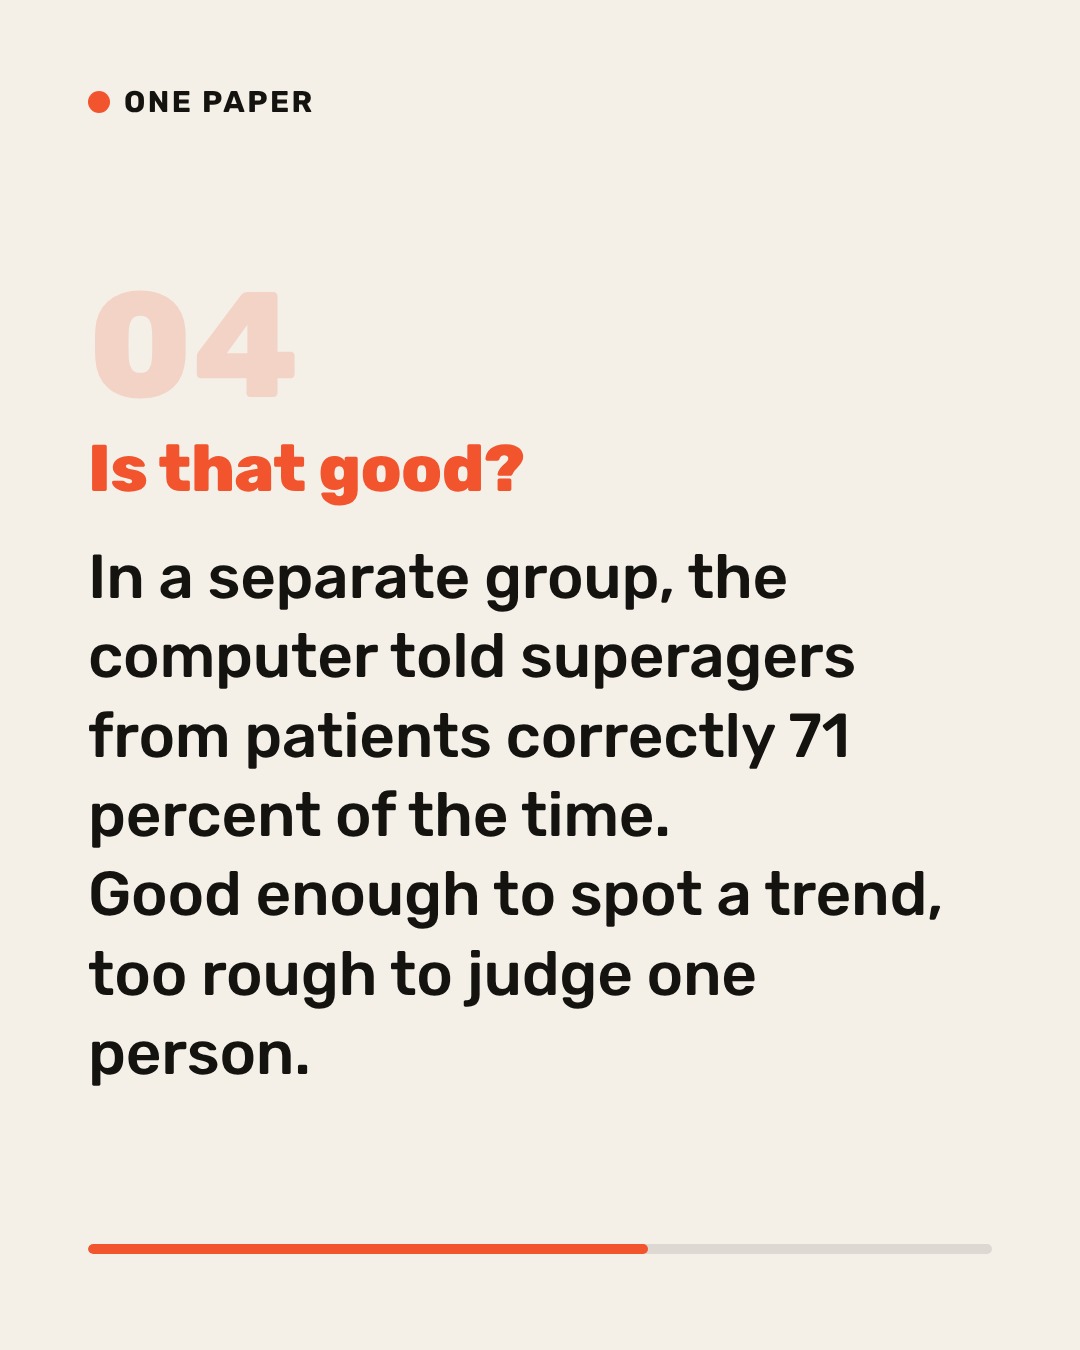 ONE PAPER
04
Is that good?
In a separate group, the
computer told superagers
from patients correctly 71
percent of the time.
Good enough to spot a trend,
too rough to judge one
person.